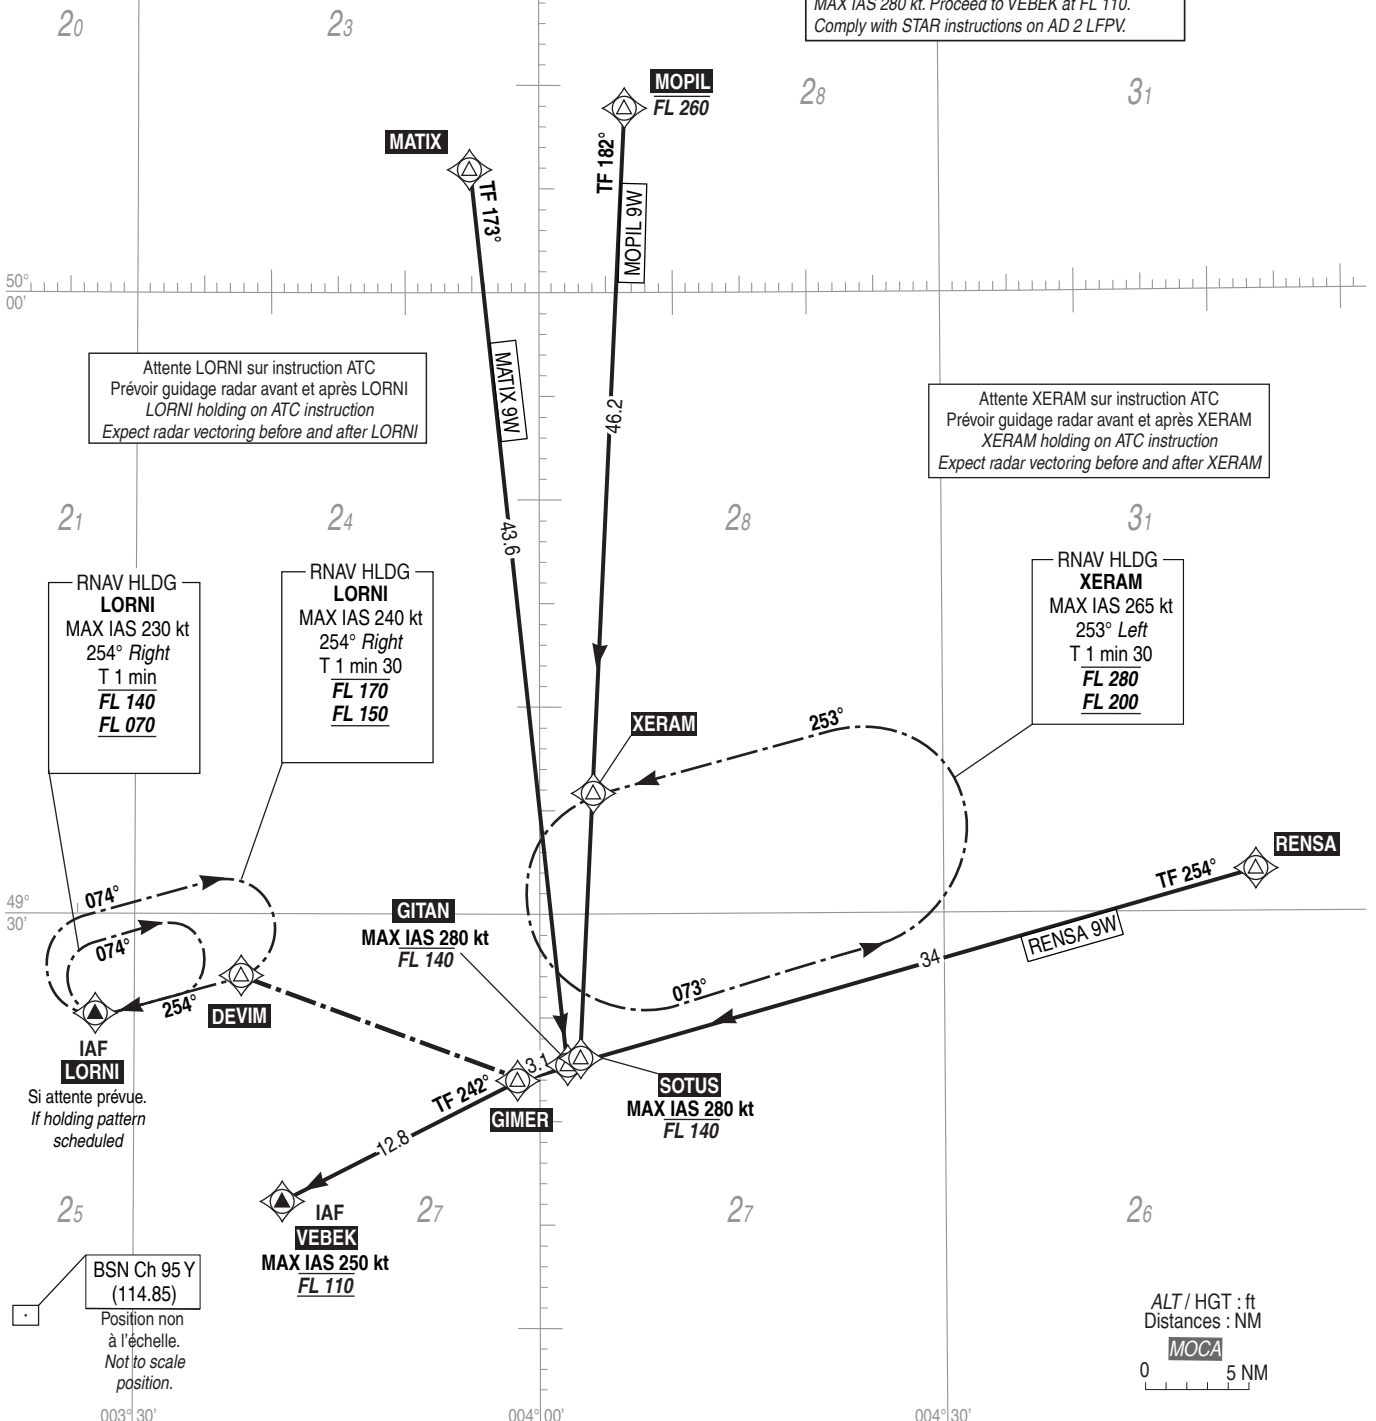 MAX IAS 280 kt. Proceed to VEBEK at FL 110.
Comply with STAR instructions on AD 2 LFPV.
20
23
28
31
MOPIL
FL 260
MATIX
TF 182°
TF 173°
MOPIL 9W
50°
00'
Attente LORNI sur instruction ATC
Prévoir guidage radar avant et après LORNI
LORNI holding on ATC instruction
Expect radar vectoring before and after LORNI
MATIX 9W
46.2
Attente XERAM sur instruction ATC
Prévoir guidage radar avant et après XERAM
XERAM holding on ATC instruction
Expect radar vectoring before and after XERAM
21
24
43.6
28
31
RNAV HLDG
LORNI
MAX IAS 230 kt
254° Right
T 1 min
FL 140
FL 070
RNAV HLDG
LORNI
MAX IAS 240 kt
254° Right
T 1 min 30
FL 170
FL 150
RNAV HLDG
XERAM
MAX IAS 265 kt
253° Left
T 1 min 30
FL 280
FL 200
XERAM
253°
RENSA
TF 254°
RENSA 9W
34
49°
30'
074°
074°
254°
DEVIM
GITAN
MAX IAS 280 kt
FL 140
073°
IAF
LORNI
Si attente prévue.
If holding pattern
scheduled
3.1
TF 242°
GIMER
SOTUS
MAX IAS 280 kt
FL 140
12.8
25
27
27
26
IAF
VEBEK
MAX IAS 250 kt
FL 110
BSN Ch 95 Y
(114.85)
Position non
à l'échelle.
Not to scale
position.
ALT / HGT : ft
Distances : NM
MOCA
0
5 NM
003° 30'
004° 00'
004° 30'